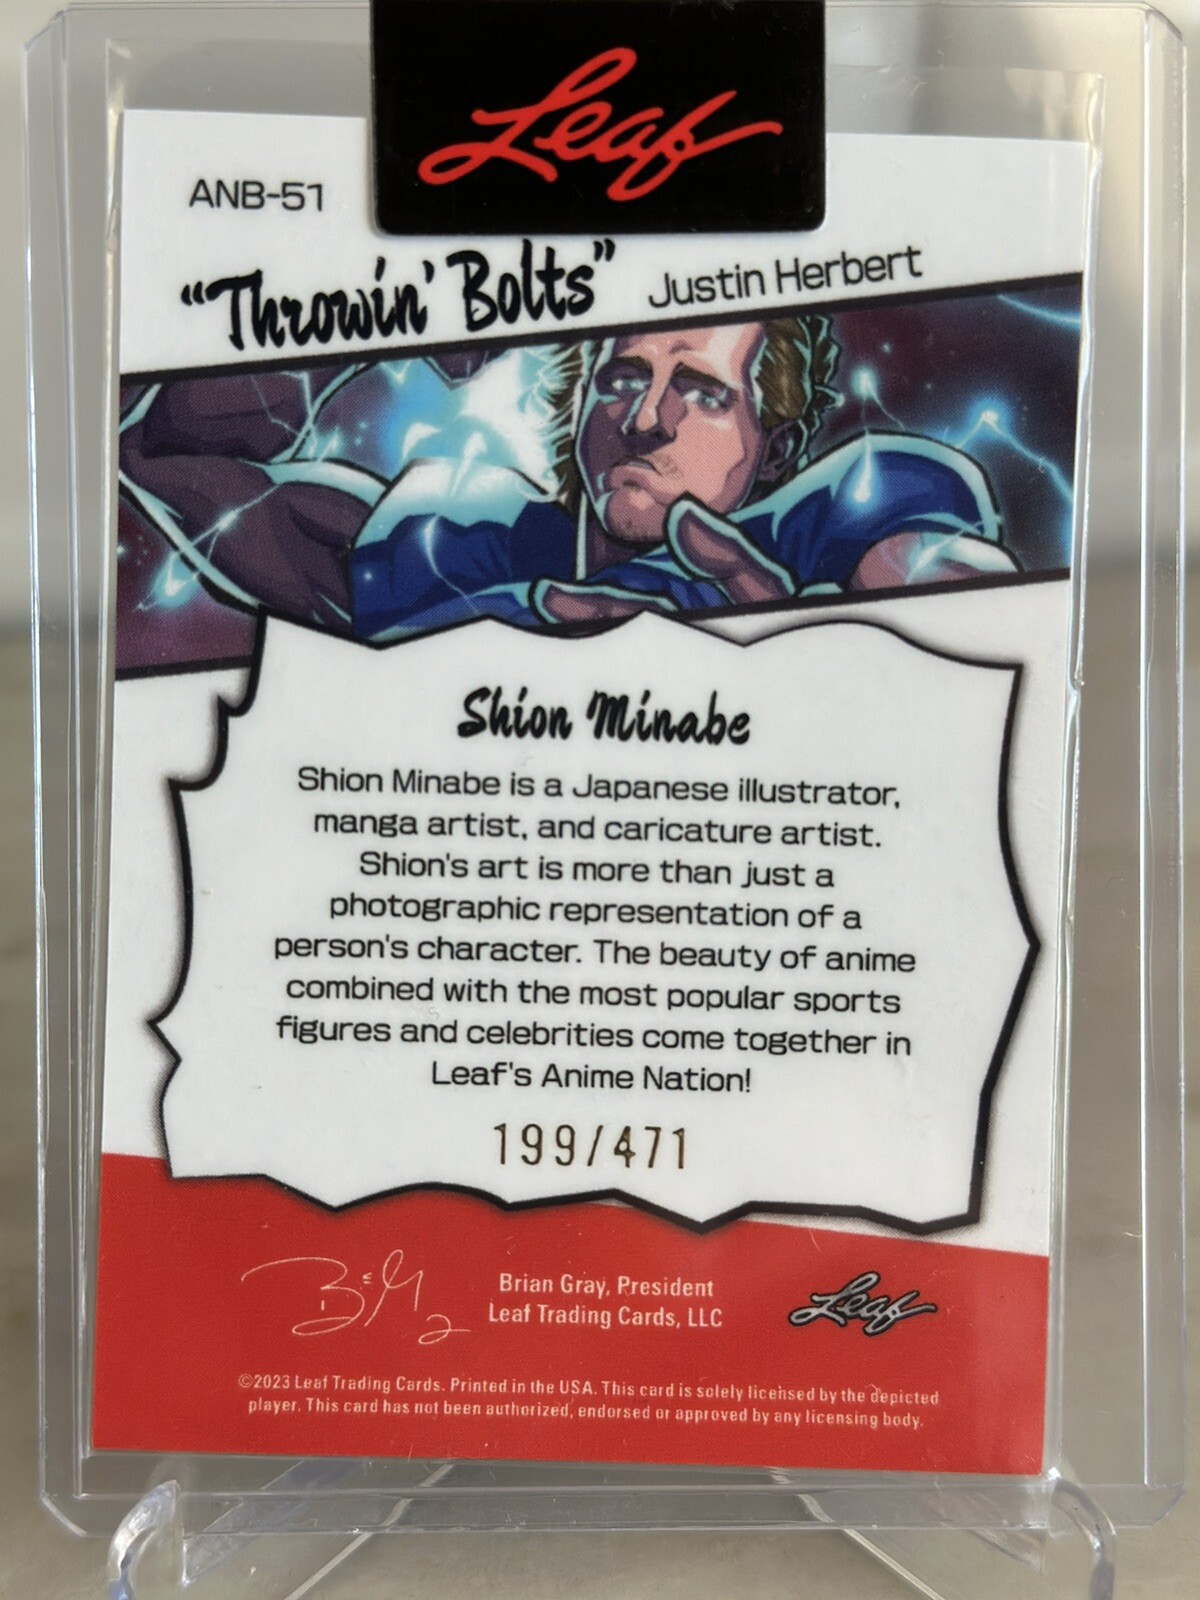 Leaf
ANB-51
"Throwin' Bolts" Justin Herbert
Shion Minabe
Shion Minabe is a Japanese illustrator,
manga artist, and caricature artist.
Shion's art is more than just a
photographic representation of a
person's character. The beauty of anime
combined with the most popular sports
figures and celebrities come together in
Leaf's Anime Nation!
199/471
Brian Gray, President
Leaf Trading Cards, LLC
Leaf
©2023 Leaf Trading Cards. Printed in the USA. This card is solely licensed by the depicted
player. This card has not been authorized, endorsed or approved by any licensing body.